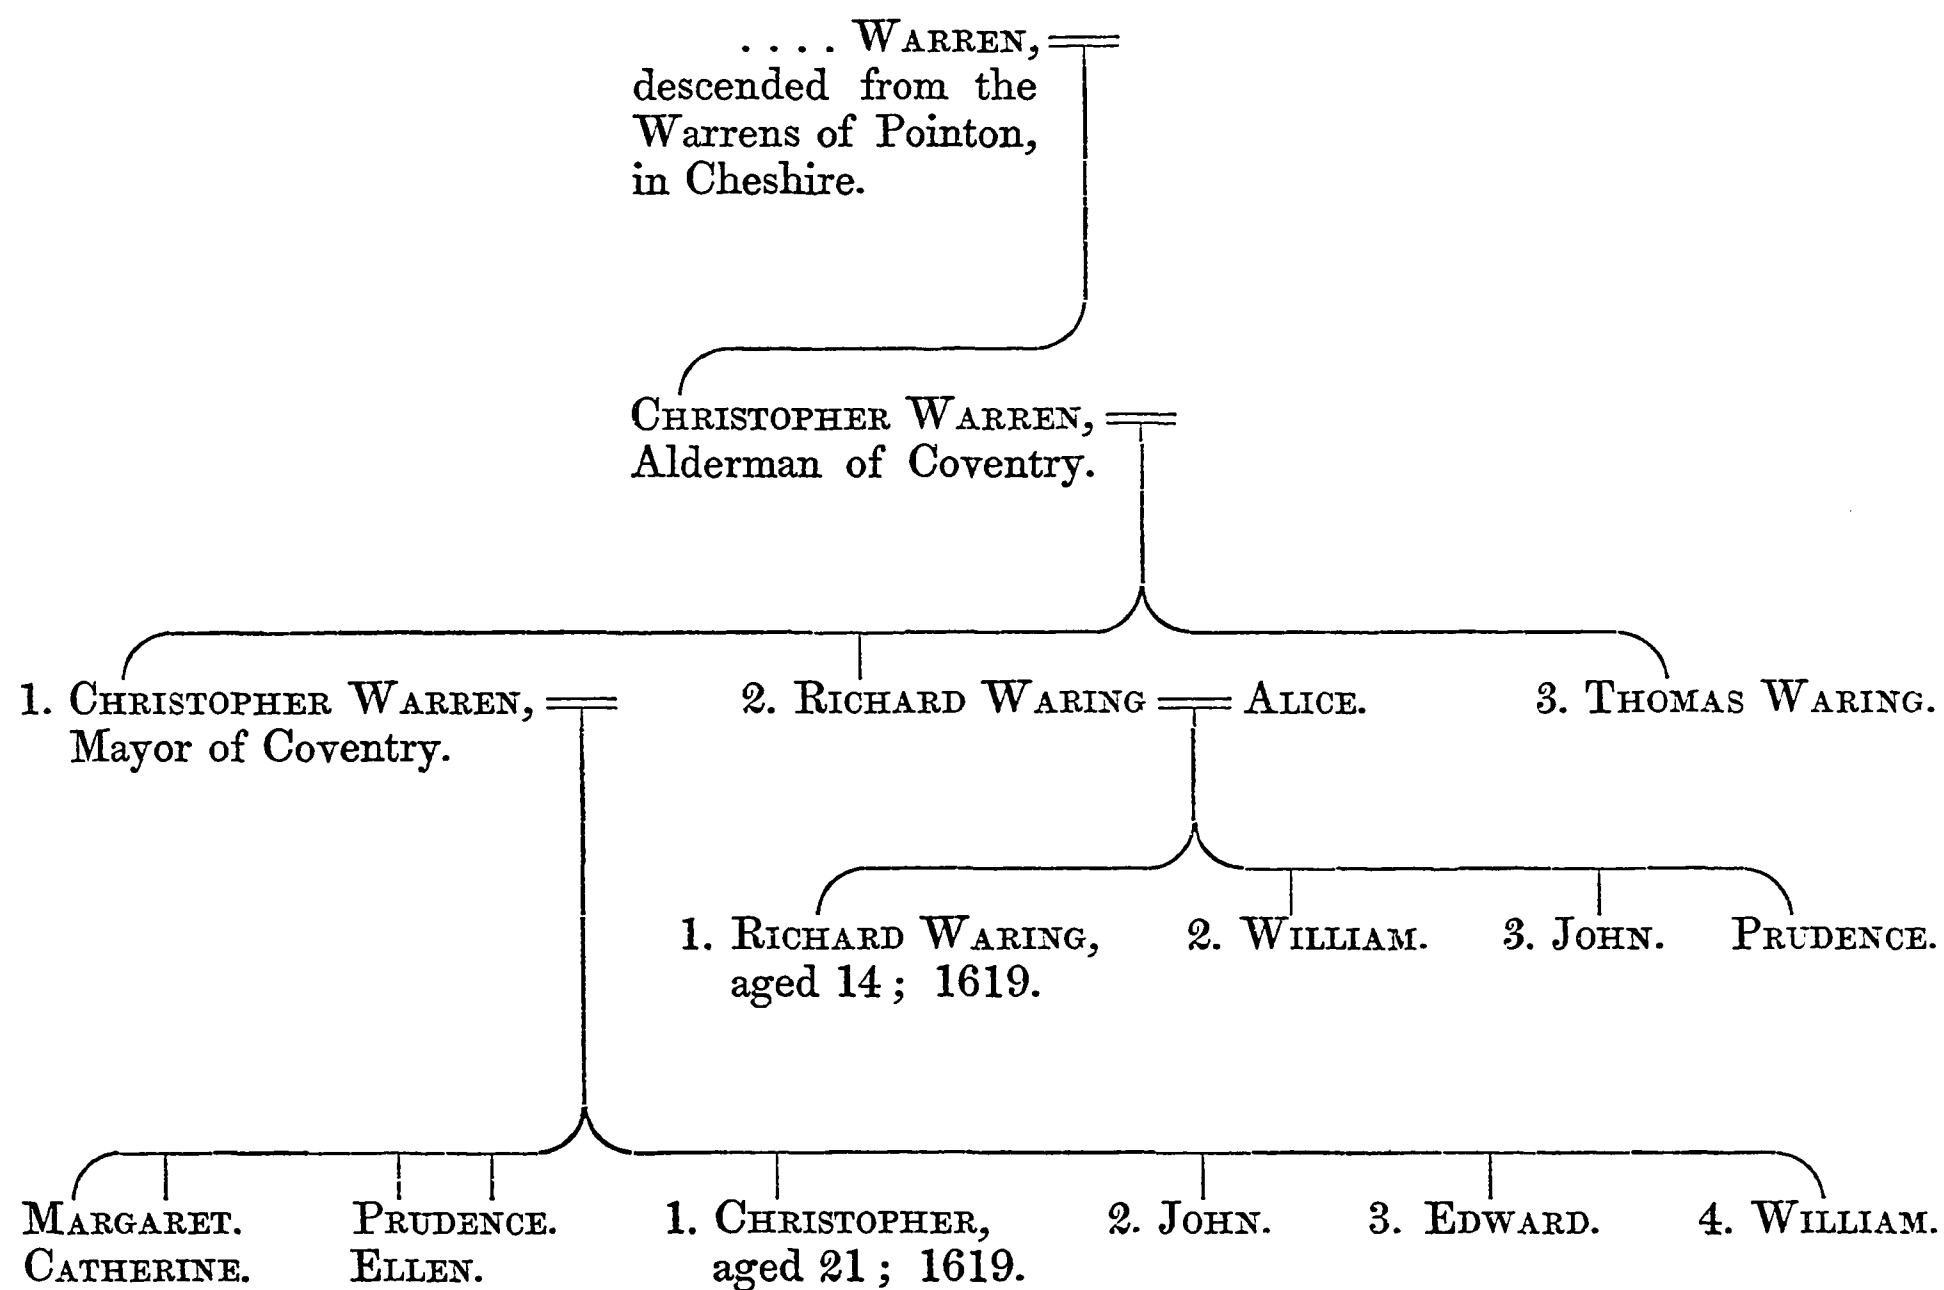 . . . . WARREN,
descended from the
Warrens of Pointon,
in Cheshire.
CHRISTOPHER WARREN,
Alderman of Coventry.
1. CHRISTOPHER WARREN,
Mayor of Coventry.
2. RICHARD WARING
ALICE.
3. THOMAS WARING.
1. RICHARD WARING,
aged 14 ; 1619.
2. WILLIAM.
3. JOHN.
PRUDENCE.
MARGARET.
CATHERINE.
PRUDENCE.
ELLEN.
1. CHRISTOPHER,
aged 21 ; 1619.
2. JOHN.
3. EDWARD.
4. WILLIAM.